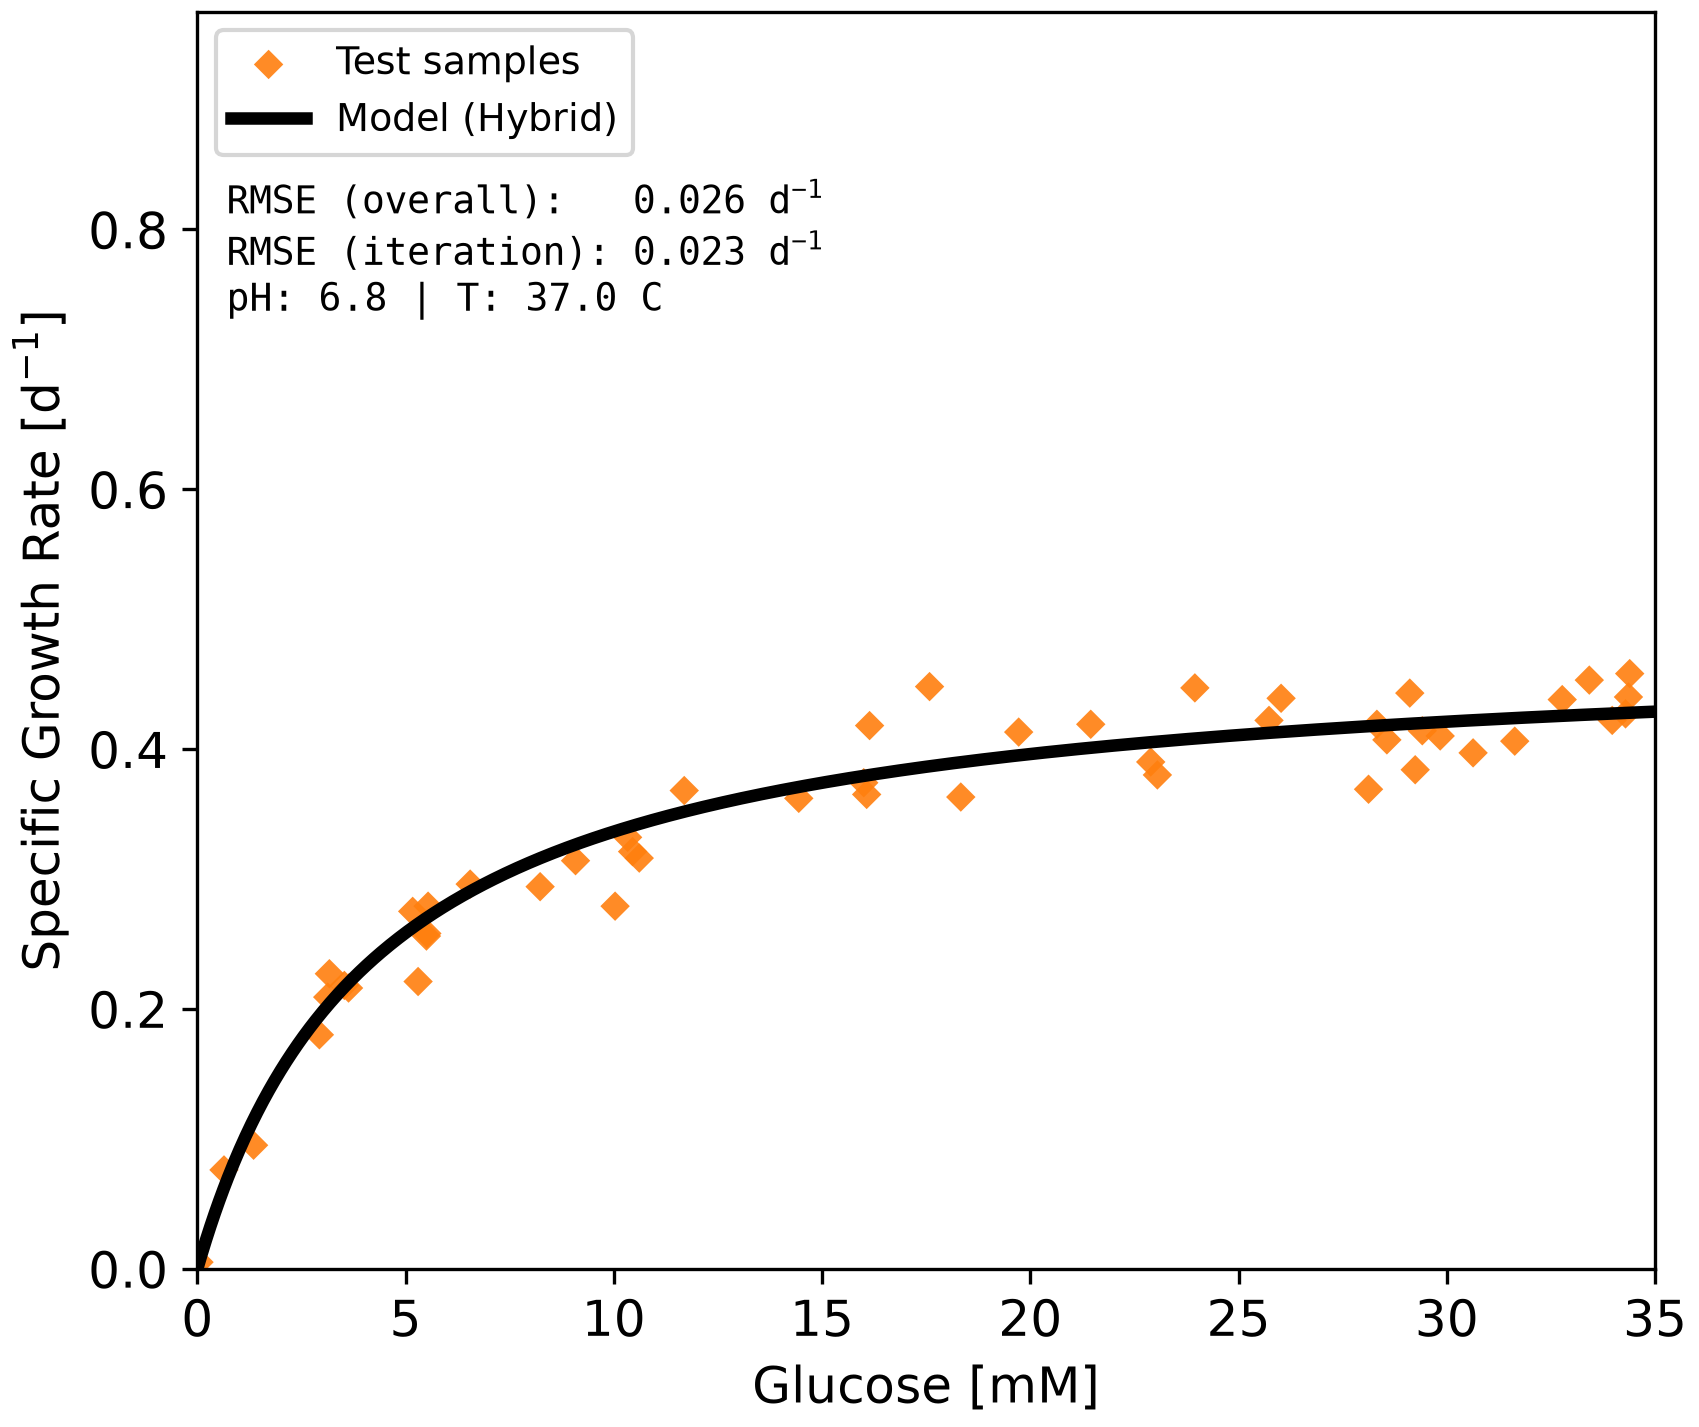 Test samples
Model (Hybrid)
RMSE (overall):   0.026 d⁻¹
RMSE (iteration): 0.023 d⁻¹
pH: 6.8 | T: 37.0 C
Specific Growth Rate [d⁻¹]
0.8
0.6
0.4
0.2
0.0
0 5 10 15 20 25 30 35
Glucose [mM]